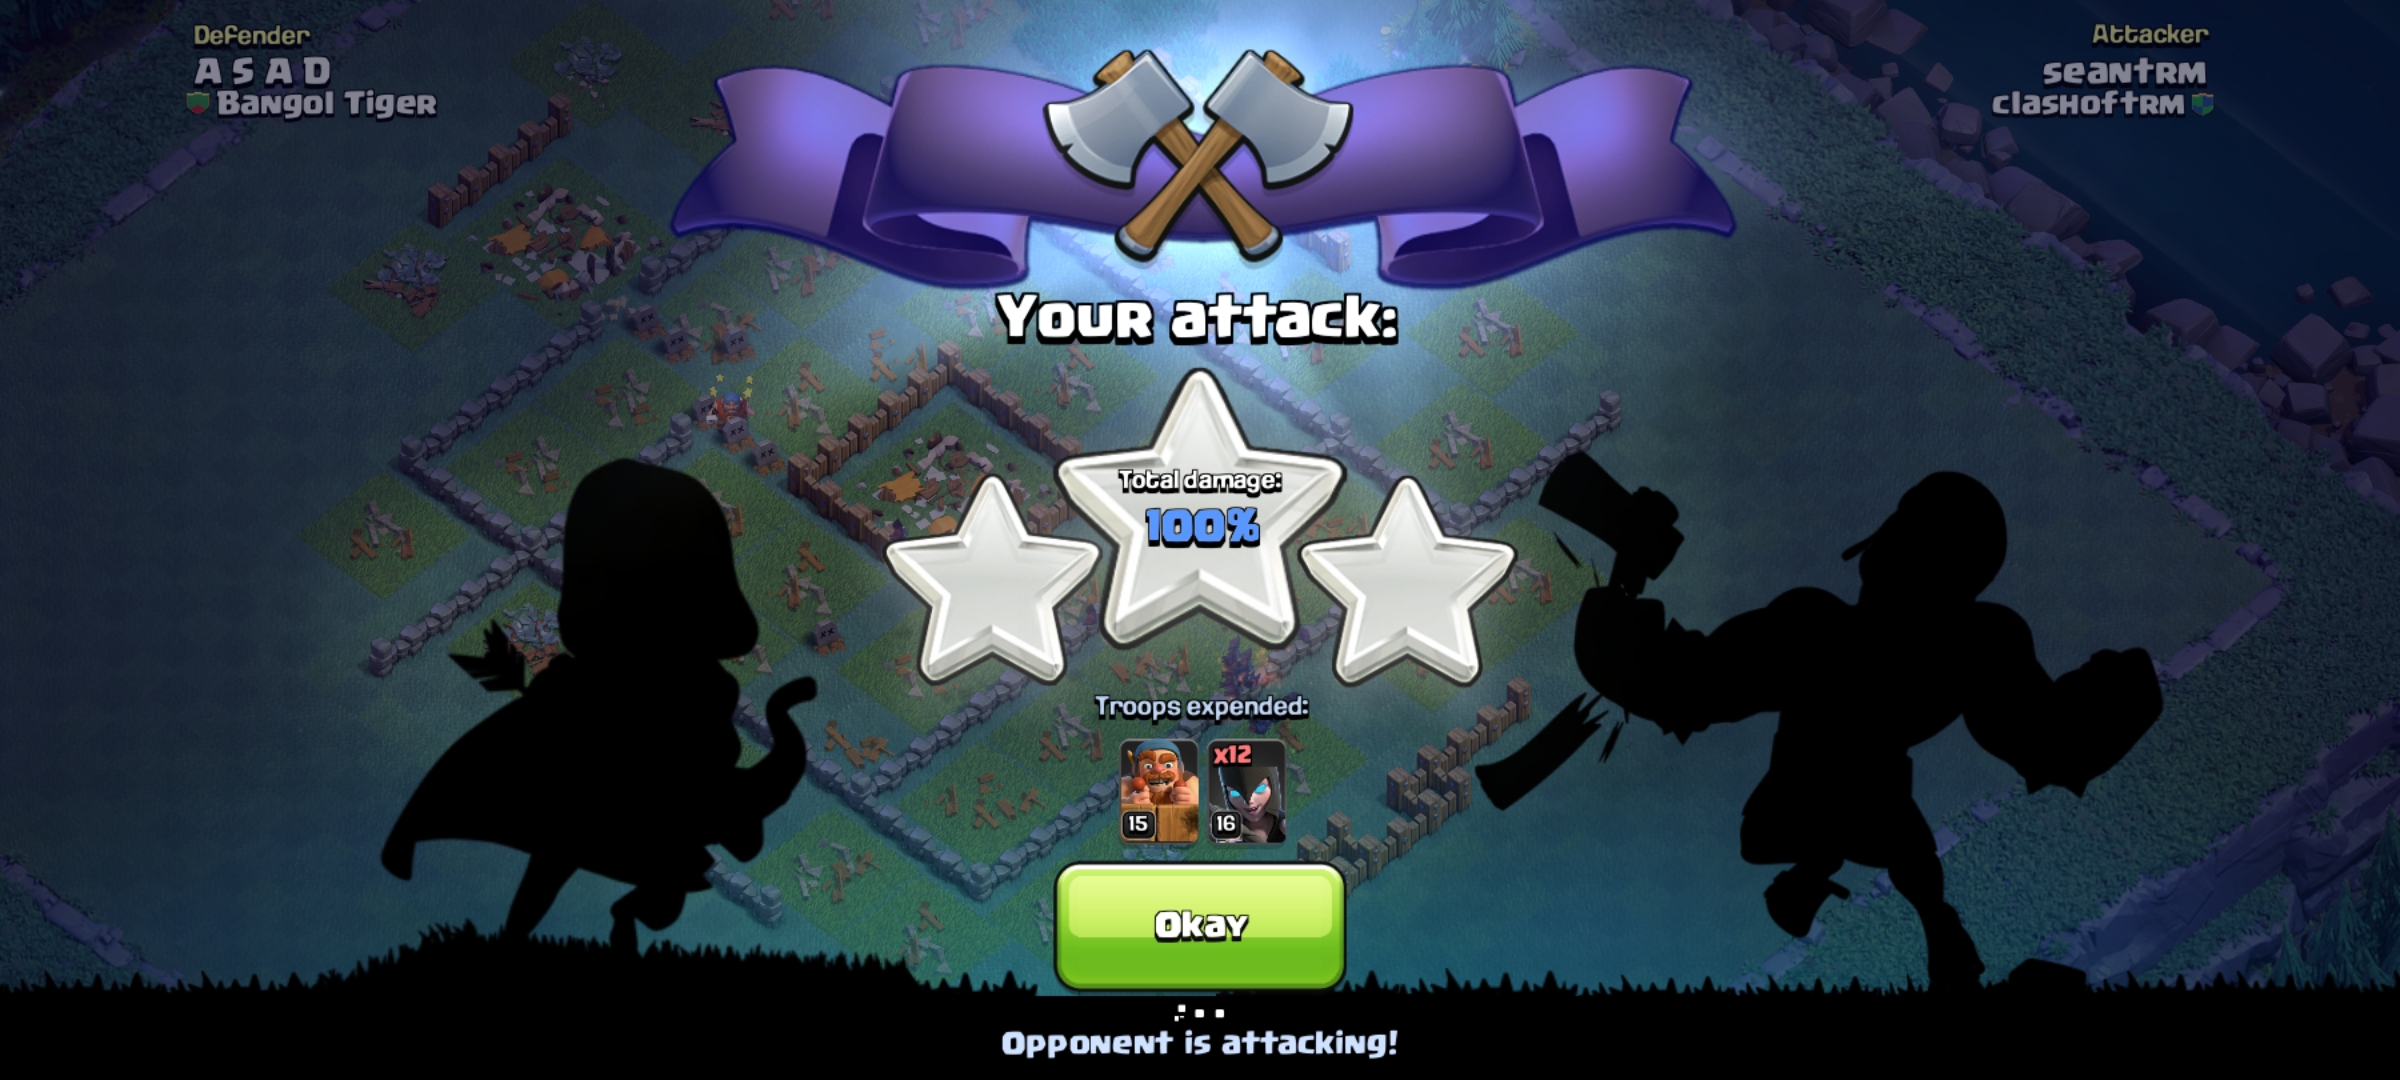 Defender
A S A D
Bangol Tiger
Attacker
seantRM
clashoftRM
Your attack:
Total damage:
100%
Troops expended:
x12
15
16
Okay
Opponent is attacking!